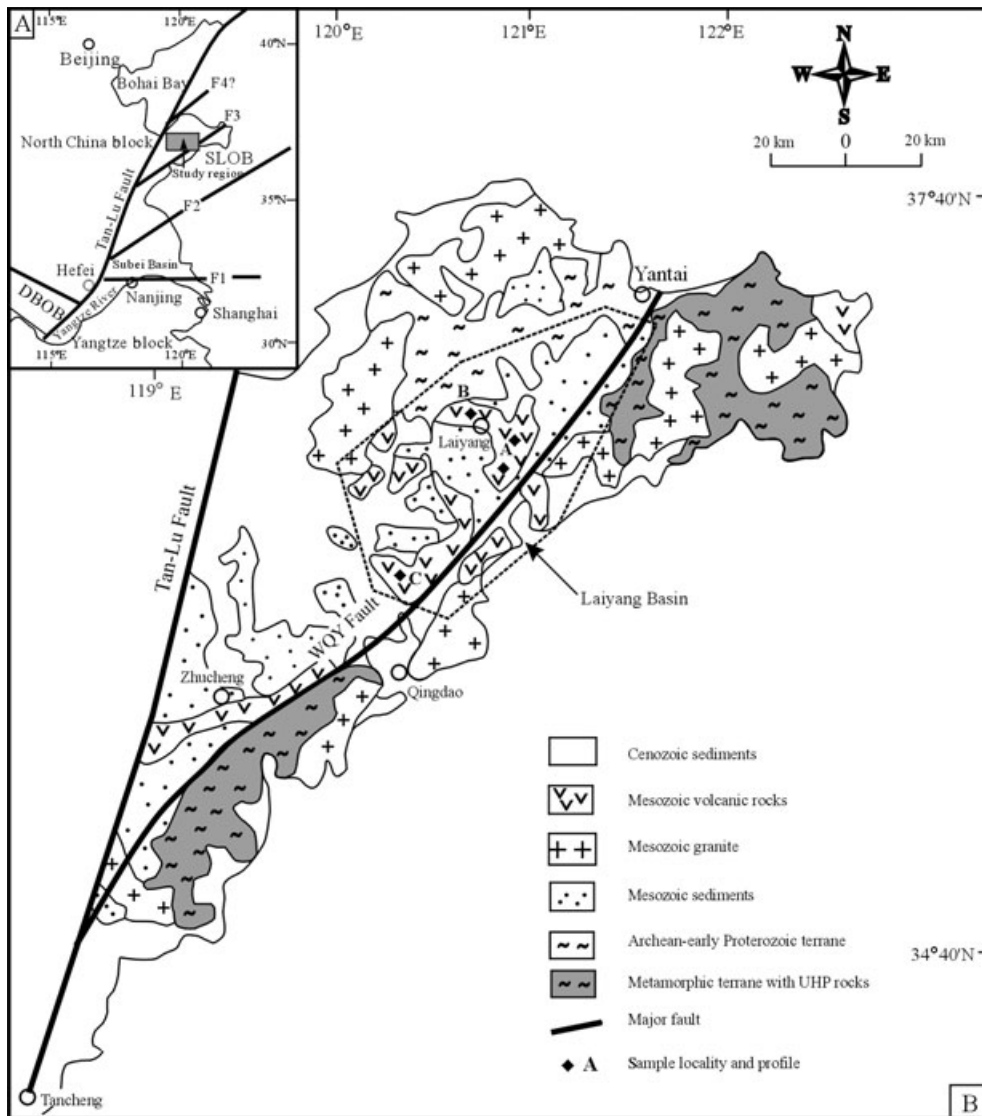 A
115°E
120°E
40°N
Beijing
Bohai Bay
F4?
F3
North China block
SLOB
Study region
35°N
Tan-Lu Fault
F2
Hefei
Subei Basin
F1
DBOB
Yangtze River
Nanjing
Shanghai
Yangtze block
30°N
115°E
120°E
120°E
121°E
122°E
N
W
E
S
20 km
0
20 km
37°40'N
Yantai
119° E
B
Laiyang
A
Tan-Lu Fault
C
Laiyang Basin
WQY Fault
Zhucheng
Qingdao
Cenozoic sediments
Mesozoic volcanic rocks
Mesozoic granite
Mesozoic sediments
Archean-early Proterozoic terrane
34°40'N
Metamorphic terrane with UHP rocks
Major fault
A Sample locality and profile
Tancheng
B